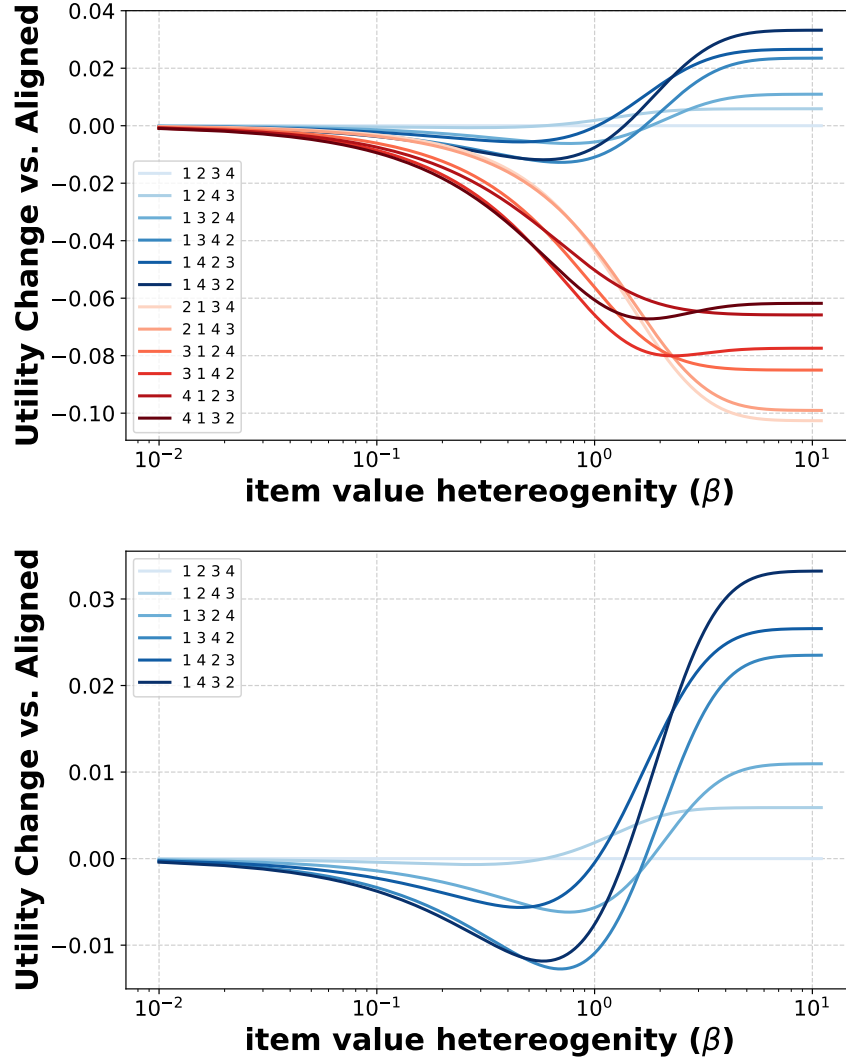 Utility Change vs. Aligned
0.04
0.02
0.00
−0.02
−0.04
−0.06
−0.08
−0.10
1 2 3 4
1 2 4 3
1 3 2 4
1 3 4 2
1 4 2 3
1 4 3 2
2 1 3 4
2 1 4 3
3 1 2 4
3 1 4 2
4 1 2 3
4 1 3 2
10⁻² 10⁻¹ 10⁰ 10¹
item value hetereogenity (β)
Utility Change vs. Aligned
0.03
0.02
0.01
0.00
−0.01
1 2 3 4
1 2 4 3
1 3 2 4
1 3 4 2
1 4 2 3
1 4 3 2
10⁻² 10⁻¹ 10⁰ 10¹
item value hetereogenity (β)